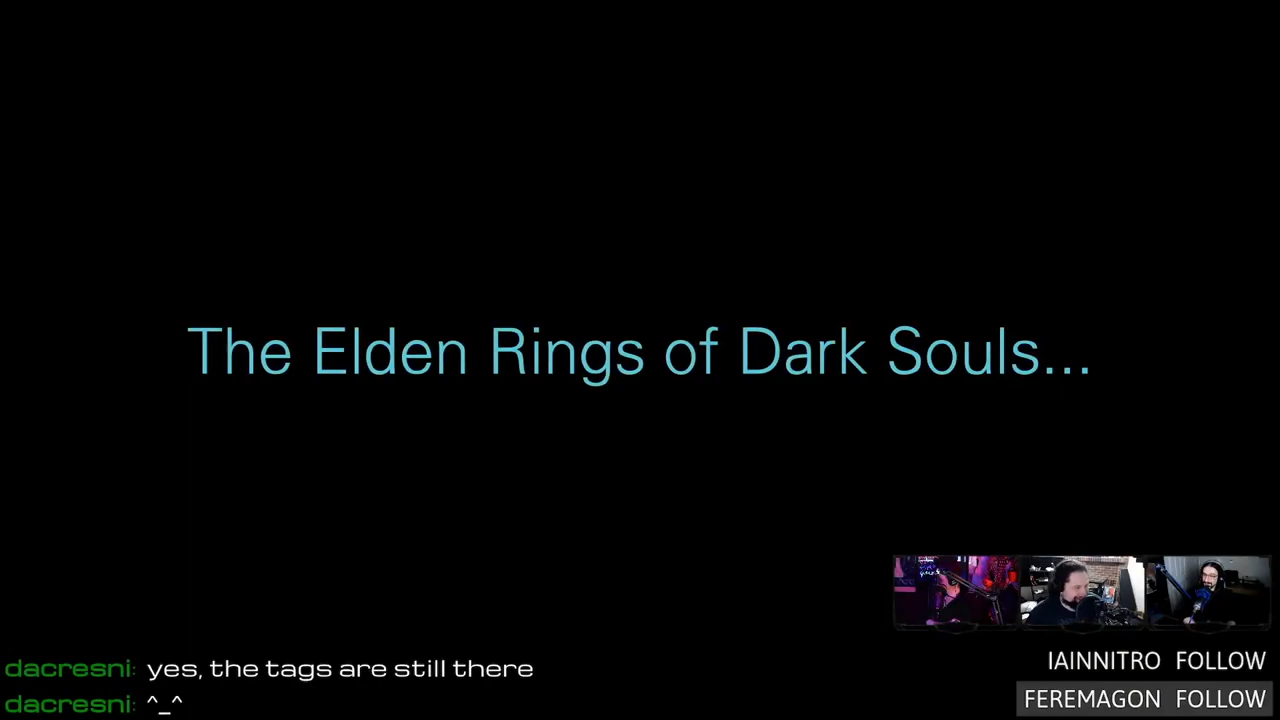 The Elden Rings of Dark Souls...
dacresni: yes, the tags are still there
dacresni: ^_^
IAINNITRO FOLLOW
FEREMAGON FOLLOW